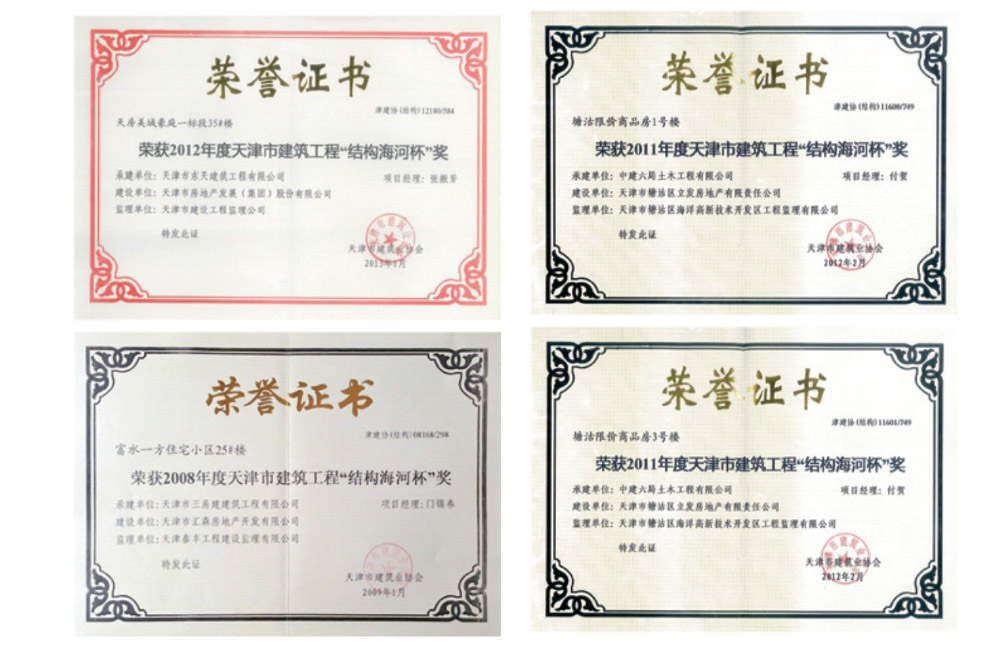 荣誉证书
津建协(结构)12180/584
天房美域豪庭一标段35#楼
荣获2012年度天津市建筑工程“结构海河杯”奖
承建单位：天津市东天建筑工程有限公司 项目经理：张振芳
建设单位：天津市房地产发展（集团）股份有限公司
监理单位：天津市建设工程监理公司
特发此证
天津市建筑业协会
2013年1月
荣誉证书
津建协(结构)11600/749
塘沽限价商品房1号楼
荣获2011年度天津市建筑工程“结构海河杯”奖
承建单位：中建六局土木工程有限公司 项目经理：付贺
建设单位：天津市塘沽区立发房地产有限责任公司
监理单位：天津市塘沽区海洋高新技术开发区工程监理有限公司
特发此证
天津市建筑业协会
2012年2月
荣誉证书
津建协(结构)08168/298
富水一方住宅小区25#楼
荣获2008年度天津市建筑工程“结构海河杯”奖
承建单位：天津市三房建建筑工程有限公司 项目经理：门锡春
建设单位：天津市汇森房地产开发有限公司
监理单位：天津泰丰工程建设监理有限公司
特发此证
天津市建筑业协会
2009年1月
荣誉证书
津建协(结构)11601/749
塘沽限价商品房3号楼
荣获2011年度天津市建筑工程“结构海河杯”奖
承建单位：中建六局土木工程有限公司 项目经理：付贺
建设单位：天津市塘沽区立发房地产有限责任公司
监理单位：天津市塘沽区海洋高新技术开发区工程监理有限公司
特发此证
天津市建筑业协会
2012年2月